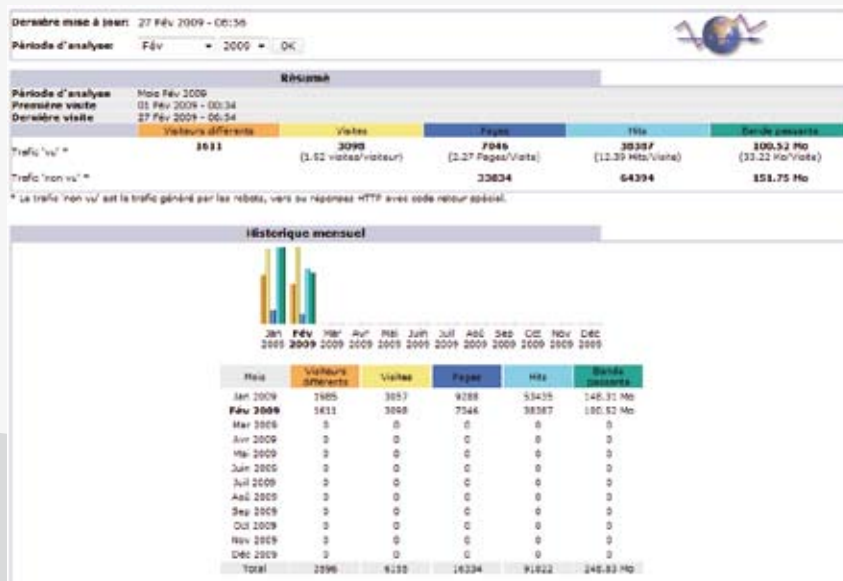 Dernière mise à jour: 27 Fév 2009 - 06:56
Période d'analyse: Fév 2009 OK
Résumé
Période d'analyse Mois Fév 2009
Première visite 01 Fév 2009 - 00:34
Dernière visite 27 Fév 2009 - 06:54
Visiteurs différents Visites Pages Hits Bande passante
Trafic 'vu' * 1611 3098 7046 38387 100.52 Mo
(1.92 visites/visiteur) (2.27 Pages/Visite) (12.39 Hits/Visite) (33.22 Ko/Visite)
Trafic 'non vu' * 33834 64394 151.75 Mo
* Le trafic 'non vu' est le trafic généré par les robots, vers ou réponses HTTP avec code retour spécial.
Historique mensuel
Jan Fév Mar Avr Mai Juin Juil Aoû Sep Oct Nov Déc
2009 2009 2009 2009 2009 2009 2009 2009 2009 2009 2009 2009
Mois Visiteurs différents Visites Pages Hits Bande passante
Jan 2009 1985 3057 9288 53435 148.31 Mo
Fév 2009 1611 3098 7046 38387 100.52 Mo
Mar 2009 0 0 0 0 0
Avr 2009 0 0 0 0 0
Mai 2009 0 0 0 0 0
Juin 2009 0 0 0 0 0
Juil 2009 0 0 0 0 0
Aoû 2009 0 0 0 0 0
Sep 2009 0 0 0 0 0
Oct 2009 0 0 0 0 0
Nov 2009 0 0 0 0 0
Déc 2009 0 0 0 0 0
Total 3596 6155 16334 91822 248.83 Mo